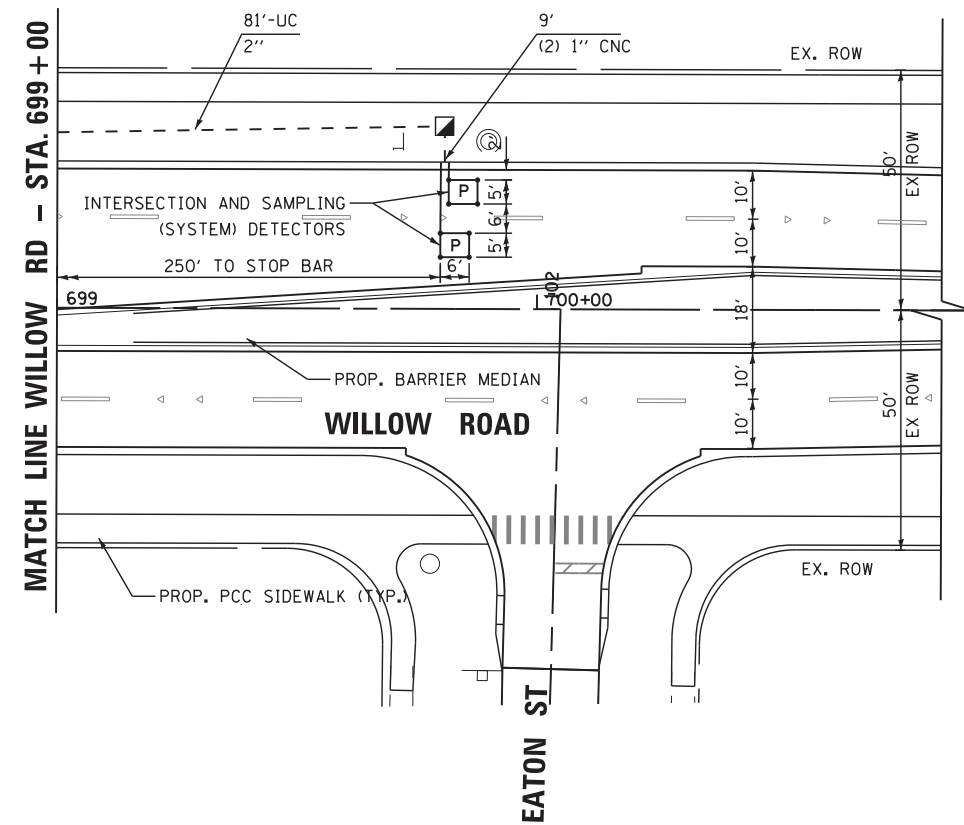 81'-UC
2''
9'
(2) 1'' CNC
EX. ROW
MATCH LINE WILLOW RD - STA. 699+00
2'
50'
EX ROW
P
5'
INTERSECTION AND SAMPLING
(SYSTEM) DETECTORS
6'
10'
P
5'
10'
250' TO STOP BAR
6'
699
702
700+00
18'
PROP. BARRIER MEDIAN
10'
WILLOW ROAD
10'
50'
EX ROW
EX. ROW
PROP. PCC SIDEWALK (TYP.)
EATON ST